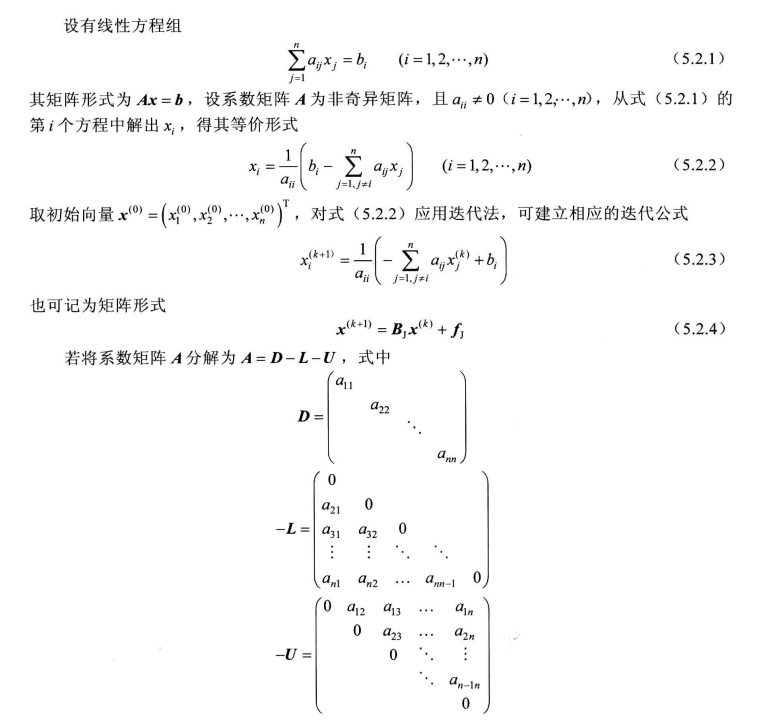 设有线性方程组
$$\sum_{j=1}^{n} a_{ij}x_j = b_i \quad (i=1,2,\cdots,n) \quad (5.2.1)$$
其矩阵形式为 $\boldsymbol{Ax}=\boldsymbol{b}$，设系数矩阵 $\boldsymbol{A}$ 为非奇异矩阵，且 $a_{ii} \neq 0$（$i=1,2,\cdots,n$），从式（5.2.1）的
第 $i$ 个方程中解出 $x_i$，得其等价形式
$$x_i = \frac{1}{a_{ii}}\left(b_i - \sum_{j=1,j\neq i}^{n} a_{ij}x_j\right) \quad (i=1,2,\cdots,n) \quad (5.2.2)$$
取初始向量 $\boldsymbol{x}^{(0)} = \left(x_1^{(0)},x_2^{(0)},\cdots,x_n^{(0)}\right)^{\mathrm{T}}$，对式（5.2.2）应用迭代法，可建立相应的迭代公式
$$x_i^{(k+1)} = \frac{1}{a_{ii}}\left(-\sum_{j=1,j\neq i}^{n} a_{ij}x_j^{(k)} + b_i\right) \quad (5.2.3)$$
也可记为矩阵形式
$$\boldsymbol{x}^{(k+1)} = \boldsymbol{B}_{\mathrm{J}}\boldsymbol{x}^{(k)} + \boldsymbol{f}_{\mathrm{J}} \quad (5.2.4)$$
若将系数矩阵 $\boldsymbol{A}$ 分解为 $\boldsymbol{A}=\boldsymbol{D}-\boldsymbol{L}-\boldsymbol{U}$，式中
$$\boldsymbol{D}=\begin{pmatrix} a_{11} & & & \\ & a_{22} & & \\ & & \ddots & \\ & & & a_{nn} \end{pmatrix}$$
$$-\boldsymbol{L}=\begin{pmatrix} 0 & & & & \\ a_{21} & 0 & & & \\ a_{31} & a_{32} & 0 & & \\ \vdots & \vdots & \ddots & \ddots & \\ a_{n1} & a_{n2} & \cdots & a_{nn-1} & 0 \end{pmatrix}$$
$$-\boldsymbol{U}=\begin{pmatrix} 0 & a_{12} & a_{13} & \cdots & a_{1n} \\ & 0 & a_{23} & \cdots & a_{2n} \\ & & 0 & \ddots & \vdots \\ & & & \ddots & a_{n-1n} \\ & & & & 0 \end{pmatrix}$$